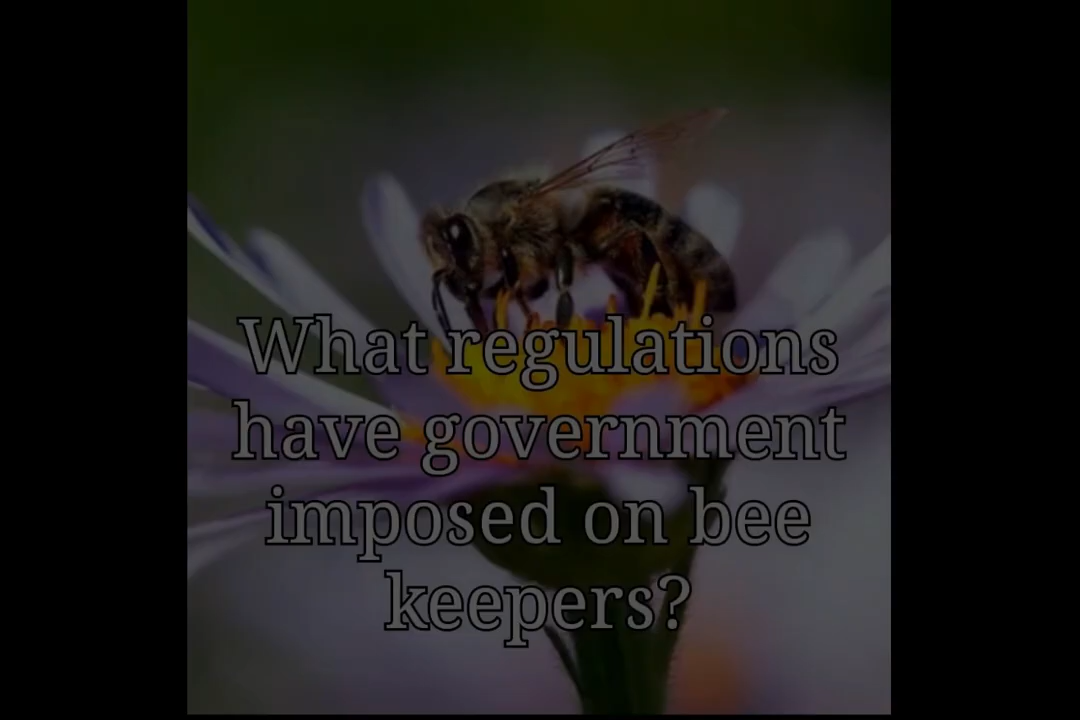 What regulations
have government
imposed on bee
keepers?